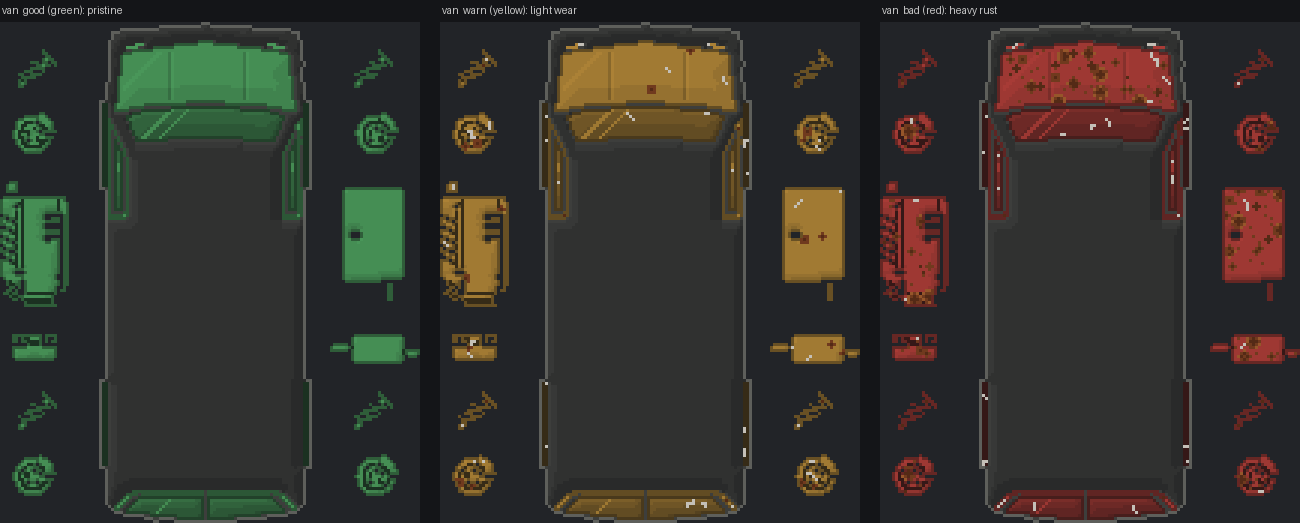 van good (green): pristine
van warn (yellow): light wear
van bad (red): heavy rust